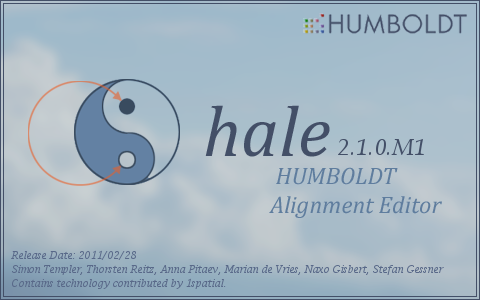 HUMBOLDT
hale 2.1.0.M1
HUMBOLDT
Alignment Editor
Release Date: 2011/02/28
Simon Templer, Thorsten Reitz, Anna Pitaev, Marian de Vries, Naxo Gisbert, Stefan Gessner
Contains technology contributed by 1spatial.